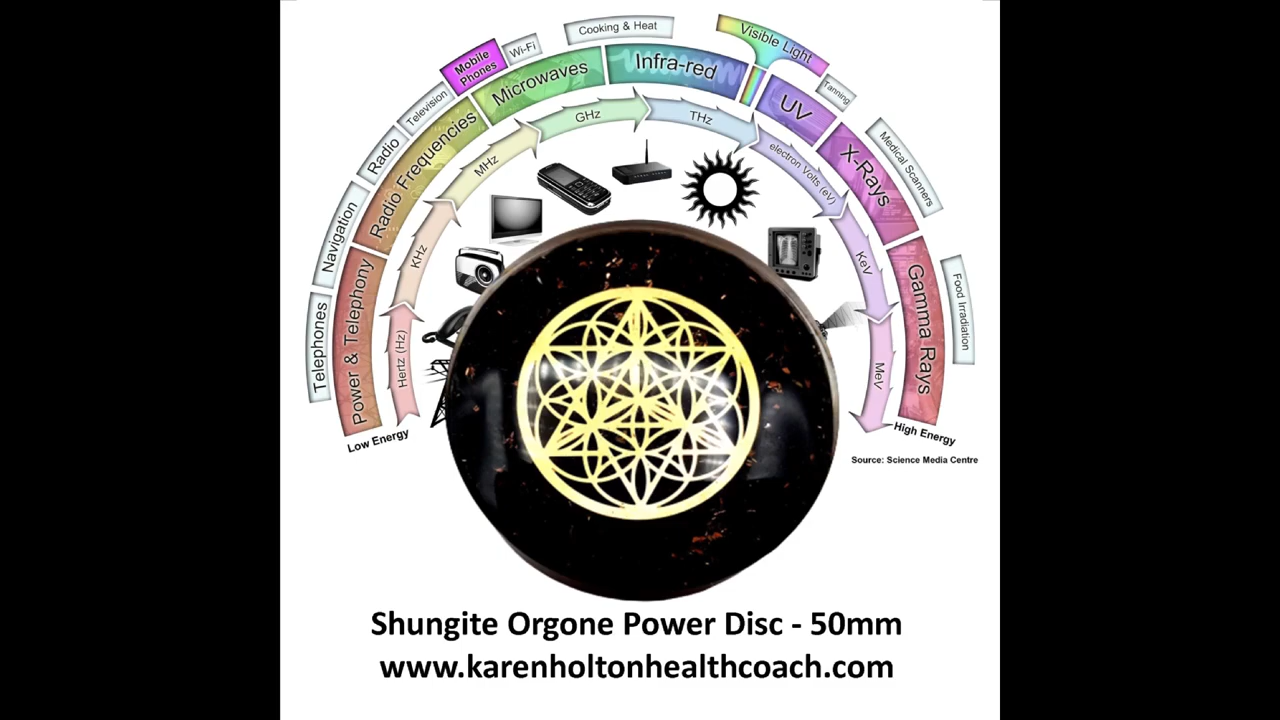 Cooking & Heat
Visible Light
Wi-Fi
Mobile
Phones
Microwaves
Infra-red
UV
Tanning
Television
Radio
Navigation
Telephones
Radio Frequencies
Power & Telephony
X-Rays
Medical Scanners
Gamma Rays
Food Irradiation
Hertz (Hz)
KHz
MHz
GHz
THz
electron Volts (eV)
KeV
MeV
Low Energy
High Energy
Source: Science Media Centre
Shungite Orgone Power Disc - 50mm
www.karenholtonhealthcoach.com